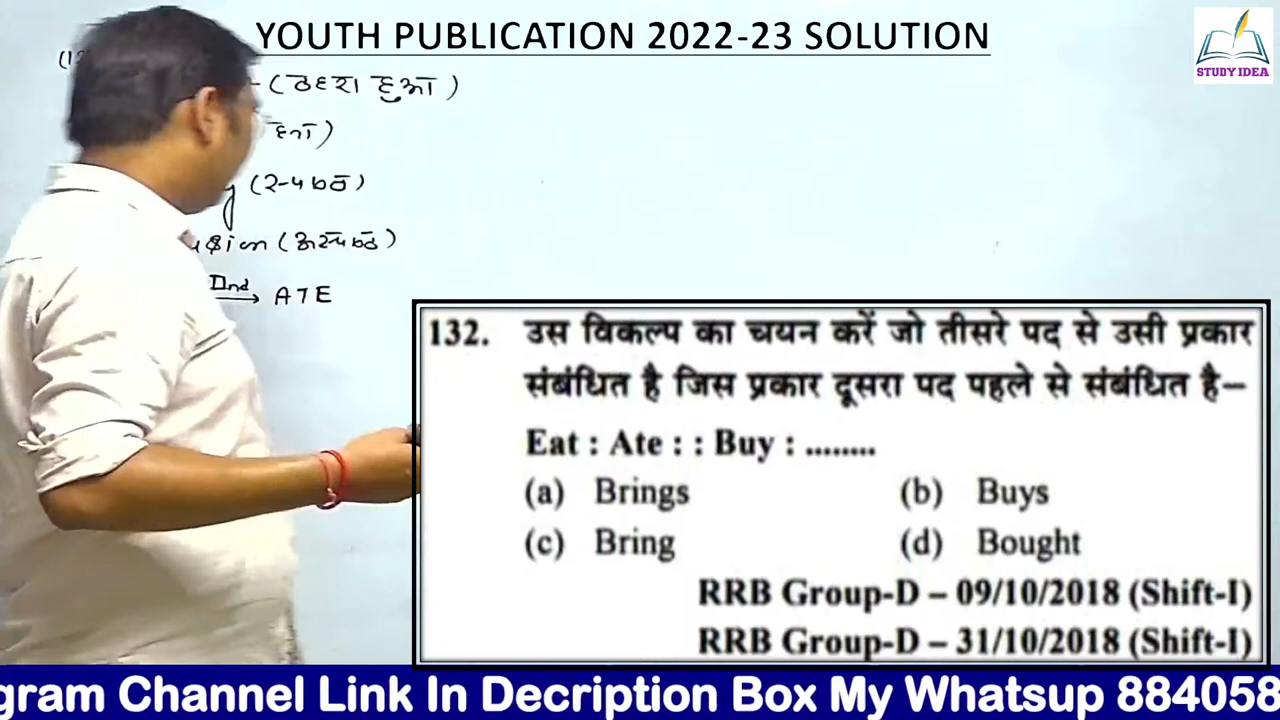 YOUTH PUBLICATION 2022-23 SOLUTION
STUDY IDEA
(ठहरा हुआ)
(स्पष्ट)
(अस्पष्ट)
IInd → ATE
132. उस विकल्प का चयन करें जो तीसरे पद से उसी प्रकार
संबंधित है जिस प्रकार दूसरा पद पहले से संबंधित है–
Eat : Ate : : Buy : ........
(a) Brings (b) Buys
(c) Bring (d) Bought
RRB Group-D – 09/10/2018 (Shift-I)
RRB Group-D – 31/10/2018 (Shift-I)
gram Channel Link In Decription Box My Whatsup 884058